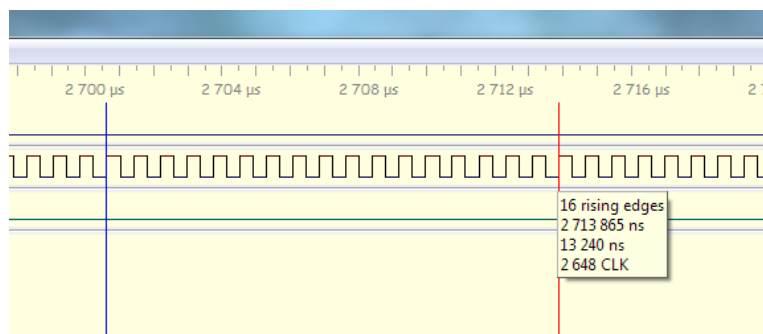 2 700 µs 2 704 µs 2 708 µs 2 712 µs 2 716 µs
16 rising edges
2 713 865 ns
13 240 ns
2 648 CLK